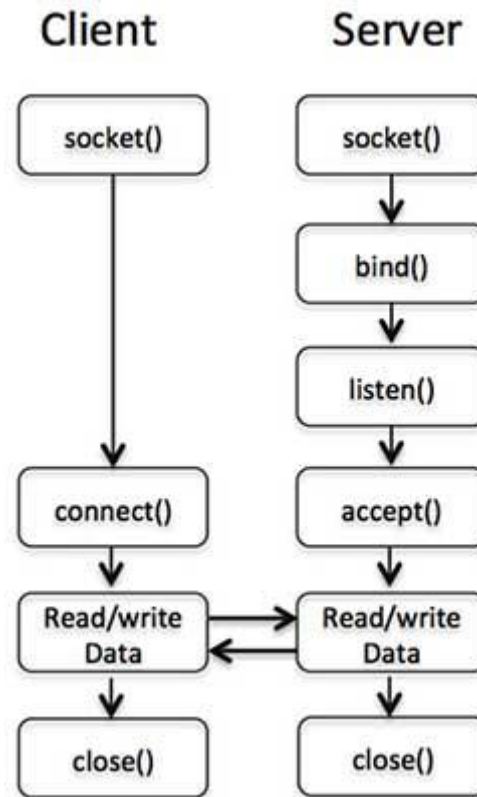 Client Server
socket() socket()
bind()
listen()
connect() accept()
Read/write Read/write
Data Data
close() close()